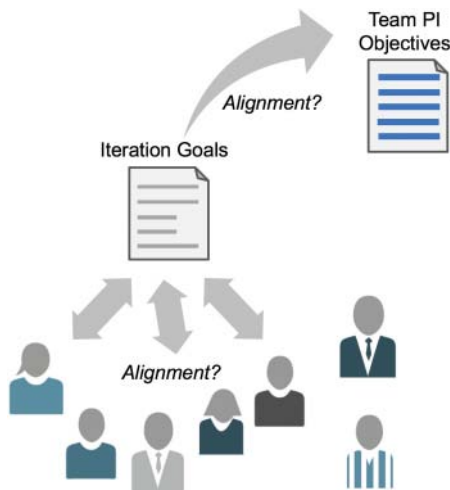 Team PI
Objectives
Alignment?
Iteration Goals
Alignment?